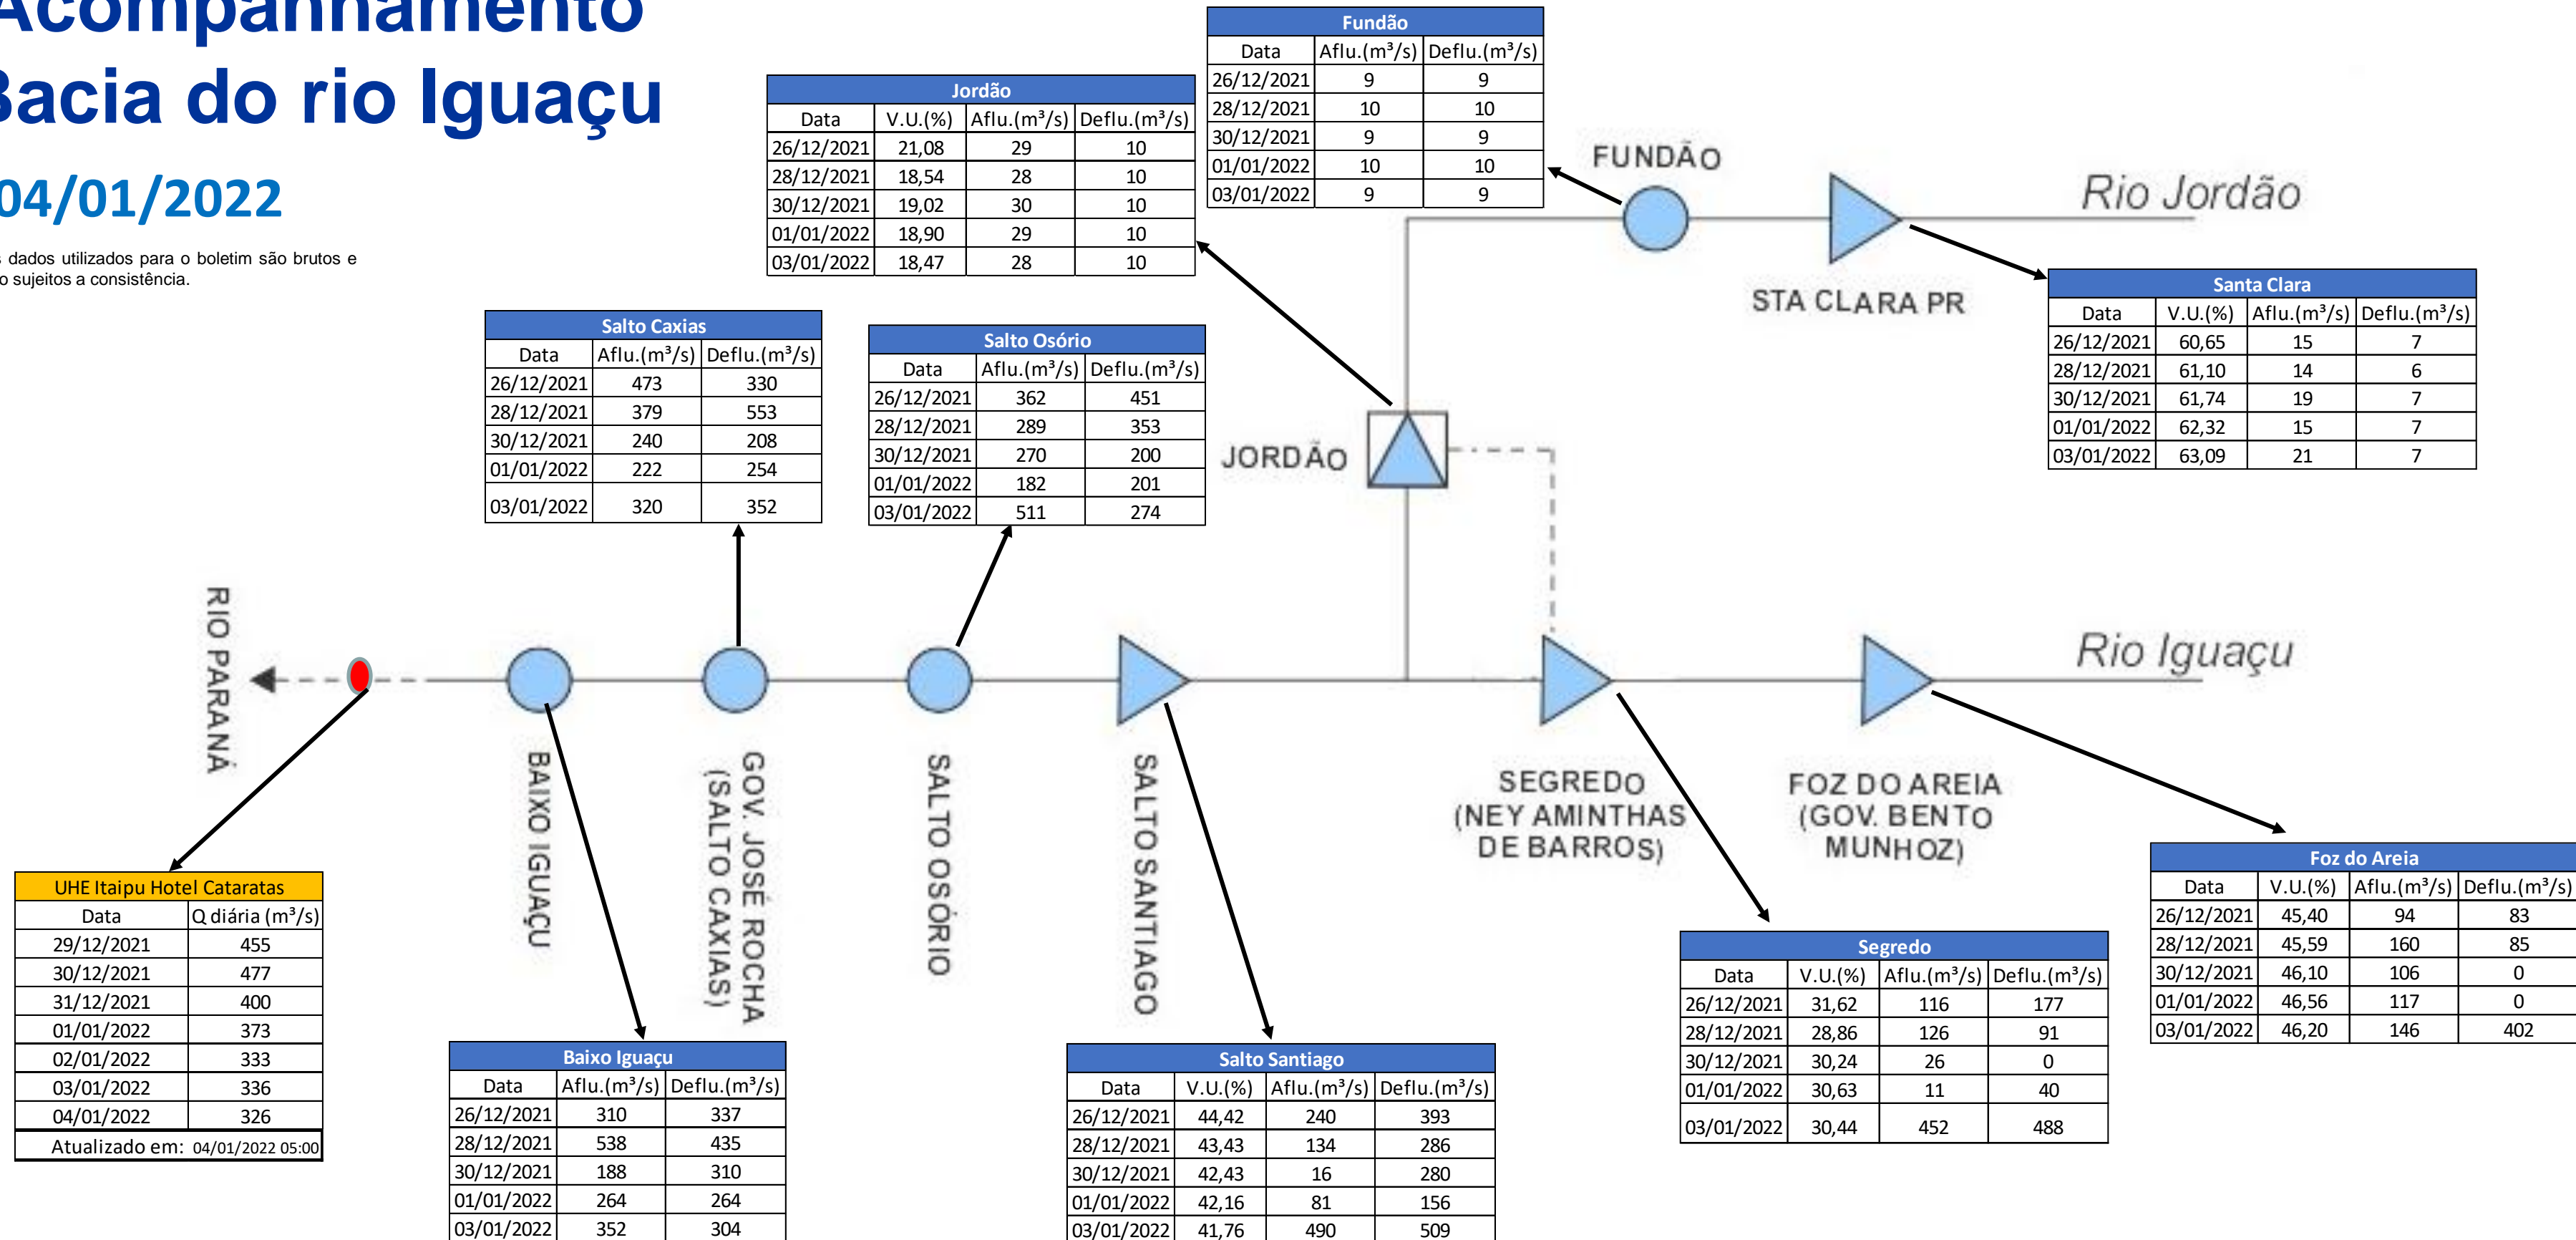 Acompanhamento
Bacia do rio Iguaçu
04/01/2022
s dados utilizados para o boletim são brutos e
o sujeitos a consistência.
Fundão
Data Aflu.(m³/s) Deflu.(m³/s)
26/12/2021 9 9
28/12/2021 10 10
30/12/2021 9 9
01/01/2022 10 10
03/01/2022 9 9
Jordão
Data V.U.(%) Aflu.(m³/s) Deflu.(m³/s)
26/12/2021 21,08 29 10
28/12/2021 18,54 28 10
30/12/2021 19,02 30 10
01/01/2022 18,90 29 10
03/01/2022 18,47 28 10
FUNDÃO
Rio Jordão
STA CLARA PR
Santa Clara
Data V.U.(%) Aflu.(m³/s) Deflu.(m³/s)
26/12/2021 60,65 15 7
28/12/2021 61,10 14 6
30/12/2021 61,74 19 7
01/01/2022 62,32 15 7
03/01/2022 63,09 21 7
Salto Caxias
Data Aflu.(m³/s) Deflu.(m³/s)
26/12/2021 473 330
28/12/2021 379 553
30/12/2021 240 208
01/01/2022 222 254
03/01/2022 320 352
Salto Osório
Data Aflu.(m³/s) Deflu.(m³/s)
26/12/2021 362 451
28/12/2021 289 353
30/12/2021 270 200
01/01/2022 182 201
03/01/2022 511 274
JORDÃO
RIO PARANÁ
Rio Iguaçu
BAIXO IGUAÇU
GOV. JOSÉ ROCHA
(SALTO CAXIAS)
SALTO OSÓRIO
SALTO SANTIAGO
SEGREDO
(NEY AMINTHAS
DE BARROS)
FOZ DO AREIA
(GOV. BENTO
MUNHOZ)
UHE Itaipu Hotel Cataratas
Data Q diária (m³/s)
29/12/2021 455
30/12/2021 477
31/12/2021 400
01/01/2022 373
02/01/2022 333
03/01/2022 336
04/01/2022 326
Atualizado em: 04/01/2022 05:00
Baixo Iguaçu
Data Aflu.(m³/s) Deflu.(m³/s)
26/12/2021 310 337
28/12/2021 538 435
30/12/2021 188 310
01/01/2022 264 264
03/01/2022 352 304
Salto Santiago
Data V.U.(%) Aflu.(m³/s) Deflu.(m³/s)
26/12/2021 44,42 240 393
28/12/2021 43,43 134 286
30/12/2021 42,43 16 280
01/01/2022 42,16 81 156
03/01/2022 41,76 490 509
Segredo
Data V.U.(%) Aflu.(m³/s) Deflu.(m³/s)
26/12/2021 31,62 116 177
28/12/2021 28,86 126 91
30/12/2021 30,24 26 0
01/01/2022 30,63 11 40
03/01/2022 30,44 452 488
Foz do Areia
Data V.U.(%) Aflu.(m³/s) Deflu.(m³/s)
26/12/2021 45,40 94 83
28/12/2021 45,59 160 85
30/12/2021 46,10 106 0
01/01/2022 46,56 117 0
03/01/2022 46,20 146 402